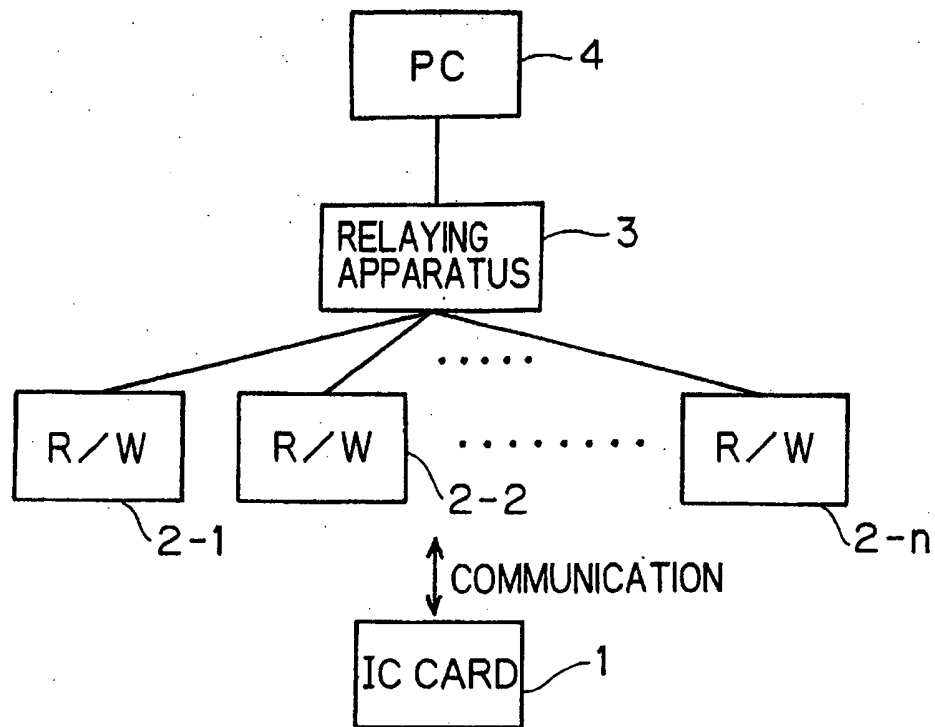 PC
4
RELAYING
APPARATUS
3
R/W
R/W
R/W
2-1
2-2
2-n
COMMUNICATION
IC CARD
1